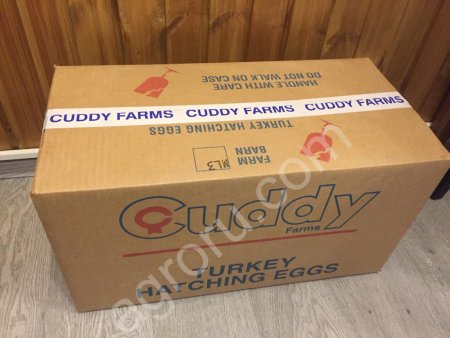 HANDLE WITH CARE
DO NOT WALK ON CASE
CUDDY FARMS CUDDY FARMS CUDDY FARMS
TURKEY HATCHING EGGS
FARM
BARN
ML3
Cuddy
Farms
TURKEY
HATCHING EGGS
agroru.com